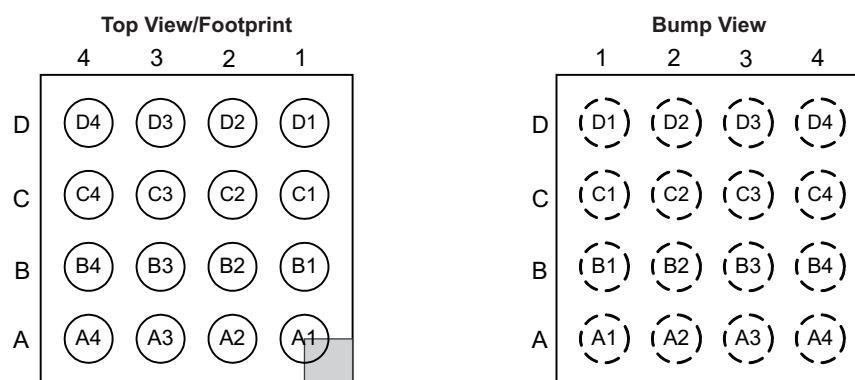 Top View/Footprint
4 3 2 1
D D4 D3 D2 D1
C C4 C3 C2 C1
B B4 B3 B2 B1
A A4 A3 A2 A1
Bump View
1 2 3 4
D D1 D2 D3 D4
C C1 C2 C3 C4
B B1 B2 B3 B4
A A1 A2 A3 A4